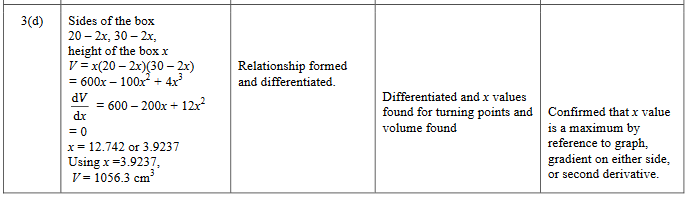 3(d)
Sides of the box
20 – 2x, 30 – 2x,
height of the box x
V = x(20 – 2x)(30 – 2x)
= 600x – 100x² + 4x³
dV
dx
= 600 – 200x + 12x²
= 0
x = 12.742 or 3.9237
Using x =3.9237,
V = 1056.3 cm³
Relationship formed
and differentiated.
Differentiated and x values
found for turning points and
volume found
Confirmed that x value
is a maximum by
reference to graph,
gradient on either side,
or second derivative.